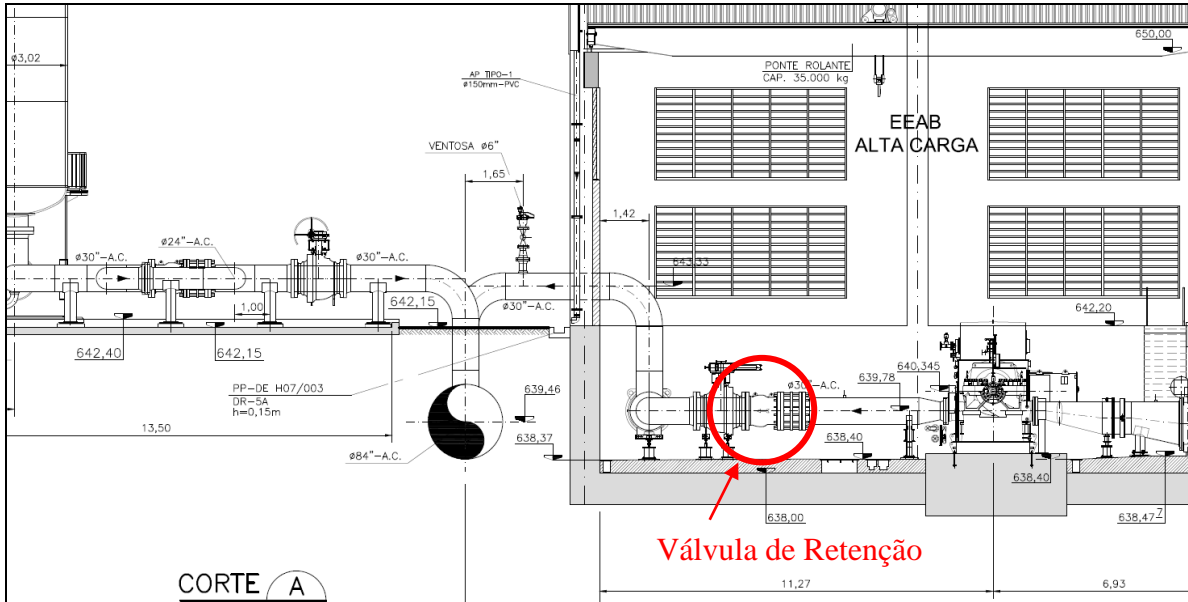 650,00
ø3,02
PONTE ROLANTE
CAP. 35.000 kg
AP TIPO-1
ø150mm-PVC
EEAB
ALTA CARGA
VENTOSA ø6"
1,65
1,42
ø24"-A.C.
ø30"-A.C.
ø30"-A.C.
643,33
ø30"-A.C.
1,00
642,15
642,20
642,40
642,15
640,345
PP-DE H07/003
DR-5A
h=0,15m
639,46
639,78
13,50
638,37
638,40
ø84"-A.C.
638,40
638,00
638,47
7
Válvula de Retenção
CORTE A
11,27
6,93